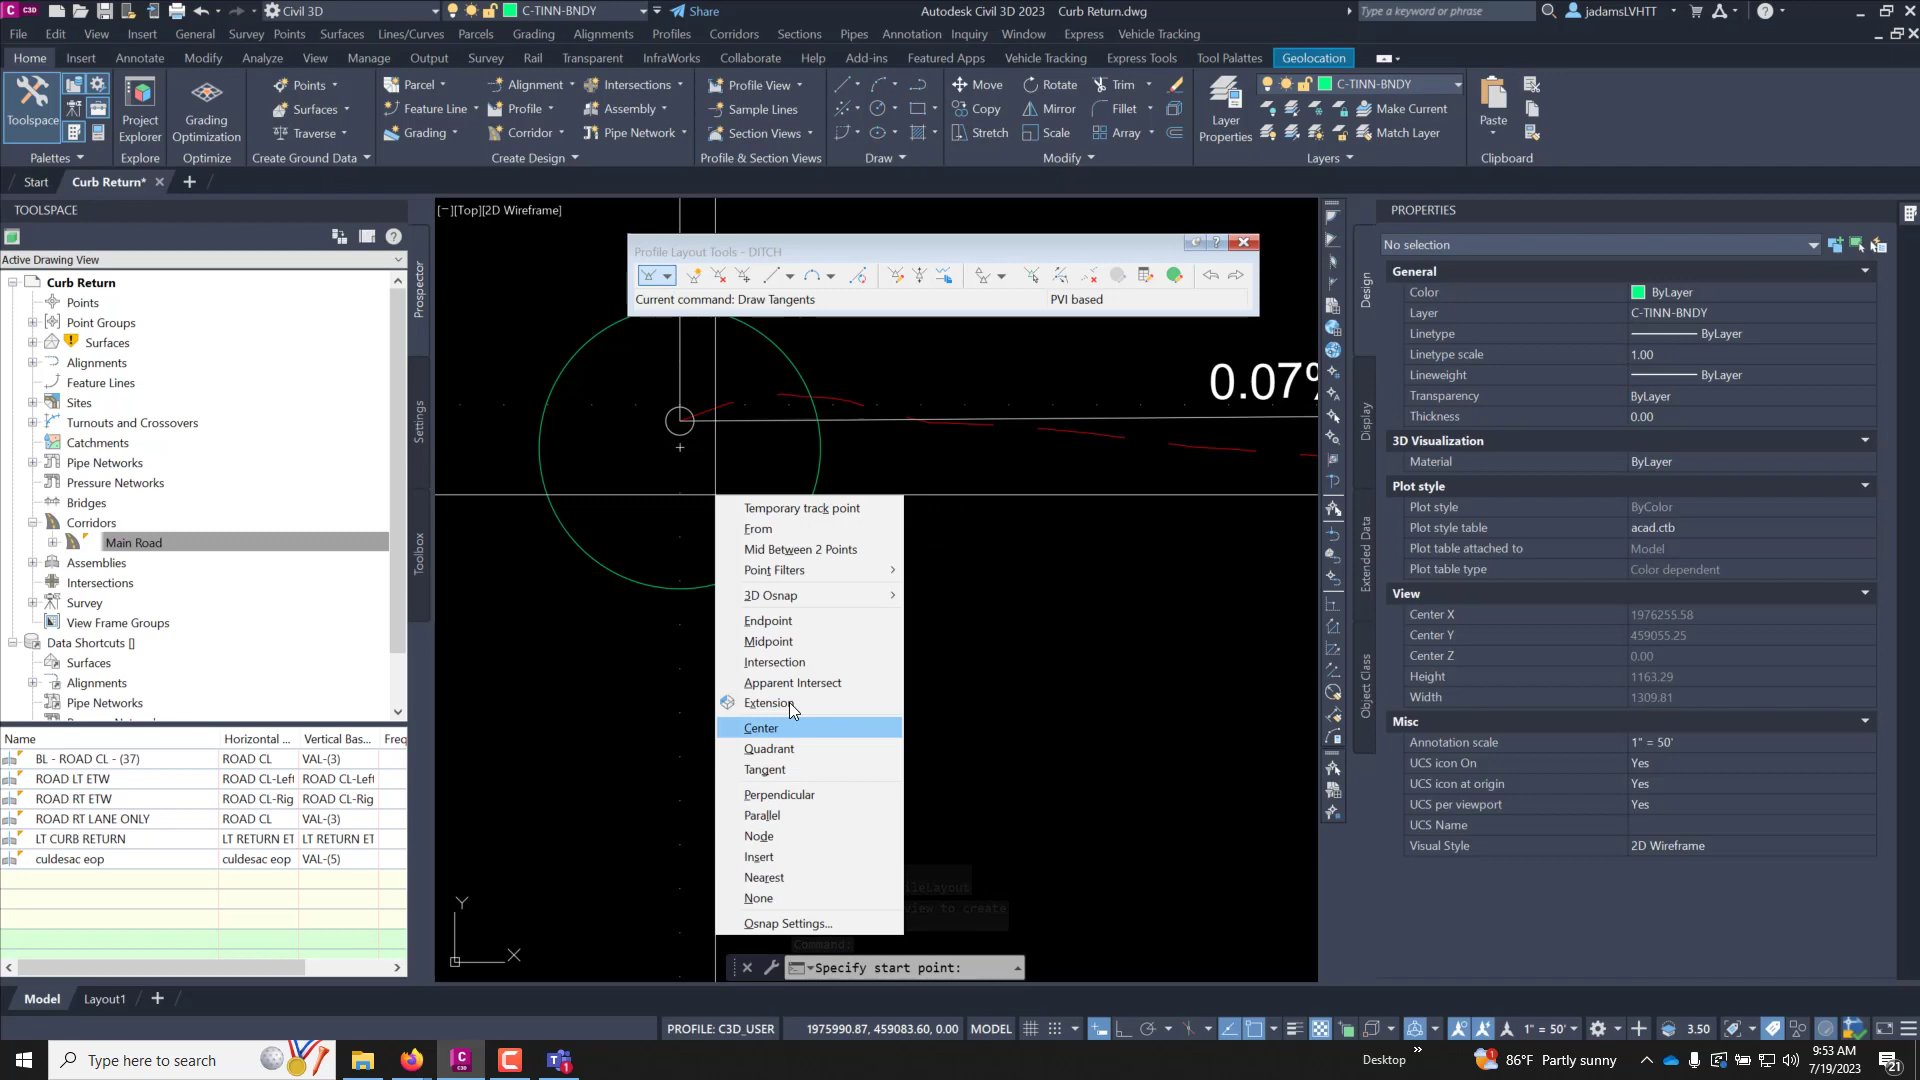 C3D Civil 3D C-TINN-BNDY Share Autodesk Civil 3D 2023 Curb Return.dwg Type a keyword or phrase jadamsLVHTT
File Edit View Insert General Survey Points Surfaces Lines/Curves Parcels Grading Alignments Profiles Corridors Sections Pipes Annotation Inquiry Window Express Vehicle Tracking
Home Insert Annotate Modify Analyze View Manage Output Survey Rail Transparent InfraWorks Collaborate Help Add-ins Featured Apps Vehicle Tracking Express Tools Tool Palettes Geolocation
Points Parcel Alignment Intersections Profile View Move Rotate Trim C-TINN-BNDY
Surfaces Feature Line Profile Assembly Sample Lines Copy Mirror Fillet Make Current
Toolspace Project Explorer Grading Optimization Traverse Grading Corridor Pipe Network Section Views Stretch Scale Array Layer Properties Match Layer Paste
Palettes Explore Optimize Create Ground Data Create Design Profile & Section Views Draw Modify Layers Clipboard
Start Curb Return*
TOOLSPACE
Active Drawing View
Curb Return
Points
Point Groups
Surfaces
Alignments
Feature Lines
Sites
Turnouts and Crossovers
Catchments
Pipe Networks
Pressure Networks
Bridges
Corridors
Main Road
Assemblies
Intersections
Survey
View Frame Groups
Data Shortcuts []
Surfaces
Alignments
Pipe Networks
Prospector
Settings
Toolbox
Name Horizontal ... Vertical Bas... Freq
BL - ROAD CL - (37) ROAD CL VAL-(3)
ROAD LT ETW ROAD CL-Left ROAD CL-Left
ROAD RT ETW ROAD CL-Rig ROAD CL-Rig
ROAD RT LANE ONLY ROAD CL VAL-(3)
LT CURB RETURN LT RETURN ET LT RETURN ET
culdesac eop culdesac eop VAL-(5)
[−][Top][2D Wireframe]
Profile Layout Tools - DITCH
Current command: Draw Tangents PVI based
0.07%
Temporary track point
From
Mid Between 2 Points
Point Filters
3D Osnap
Endpoint
Midpoint
Intersection
Apparent Intersect
Extension
Center
Quadrant
Tangent
Perpendicular
Parallel
Node
Insert
Nearest
None
Osnap Settings...
ileLayout
view to create
Command:
Specify start point:
Y
X
PROPERTIES
Design
Display
Extended Data
Object Class
No selection
General
Color ByLayer
Layer C-TINN-BNDY
Linetype ByLayer
Linetype scale 1.00
Lineweight ByLayer
Transparency ByLayer
Thickness 0.00
3D Visualization
Material ByLayer
Plot style
Plot style ByColor
Plot style table acad.ctb
Plot table attached to Model
Plot table type Color dependent
View
Center X 1976255.58
Center Y 459055.25
Center Z 0.00
Height 1163.29
Width 1309.81
Misc
Annotation scale 1" = 50'
UCS icon On Yes
UCS icon at origin Yes
UCS per viewport Yes
UCS Name
Visual Style 2D Wireframe
Model Layout1
PROFILE: C3D_USER 1975990.87, 459083.60, 0.00 MODEL 1" = 50' 3.50
Type here to search Desktop 86°F Partly sunny 9:53 AM
7/19/2023
21